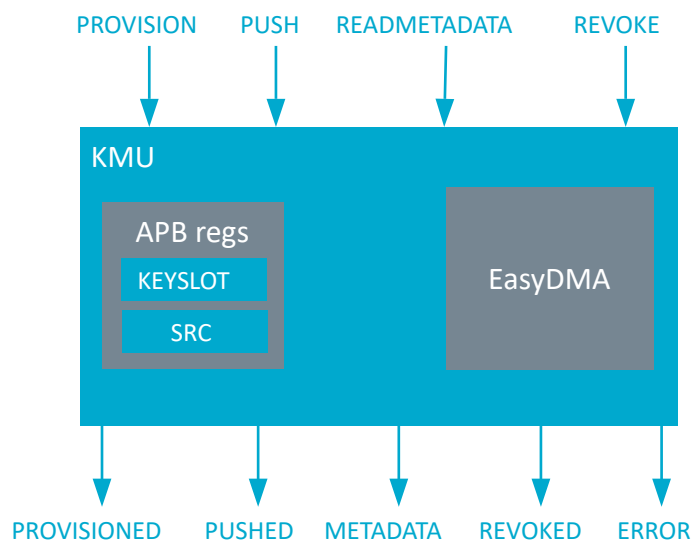 PROVISION PUSH READMETADATA REVOKE
KMU
APB regs
KEYSLOT
SRC
EasyDMA
PROVISIONED PUSHED METADATA REVOKED ERROR